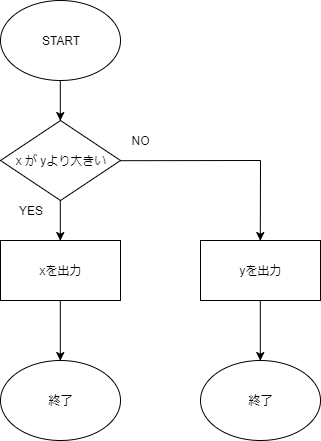 START
x が yより大きい
NO
YES
xを出力
yを出力
終了
終了